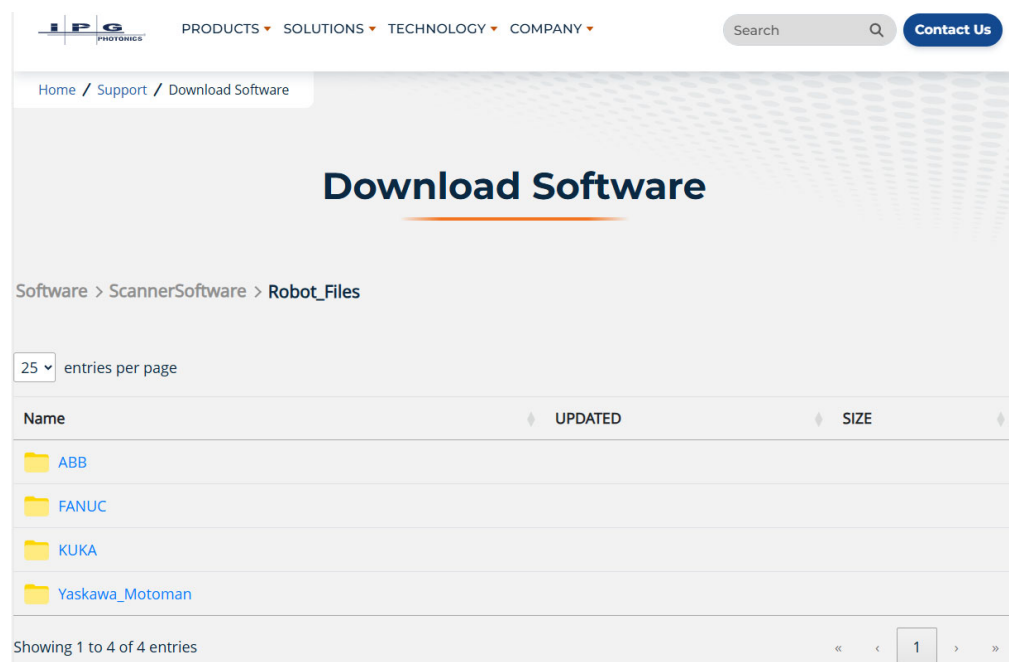 IPG PHOTONICS
PRODUCTS SOLUTIONS TECHNOLOGY COMPANY Search Contact Us
Home / Support / Download Software
Download Software
Software > ScannerSoftware > Robot_Files
25 entries per page
Name UPDATED SIZE
ABB
FANUC
KUKA
Yaskawa_Motoman
Showing 1 to 4 of 4 entries « ‹ 1 › »